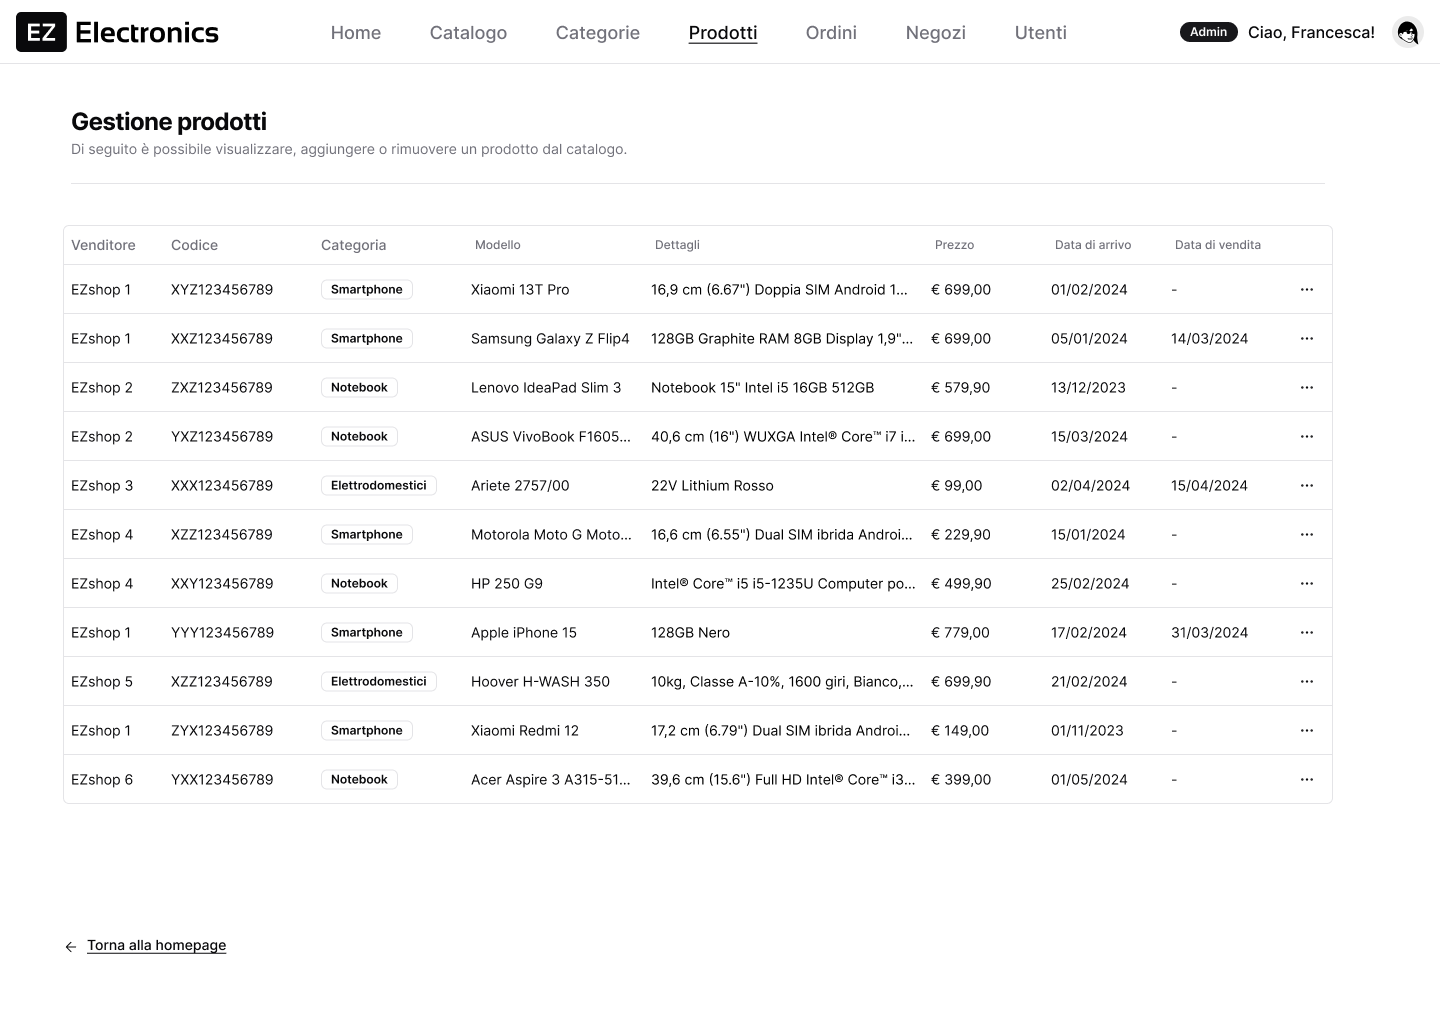 EZ Electronics Home Catalogo Categorie Prodotti Ordini Negozi Utenti Admin Ciao, Francesca!
Gestione prodotti
Di seguito è possibile visualizzare, aggiungere o rimuovere un prodotto dal catalogo.
Venditore Codice Categoria Modello Dettagli Prezzo Data di arrivo Data di vendita
EZshop 1 XYZ123456789 Smartphone Xiaomi 13T Pro 16,9 cm (6.67") Doppia SIM Android 1... € 699,00 01/02/2024 - ...
EZshop 1 XXZ123456789 Smartphone Samsung Galaxy Z Flip4 128GB Graphite RAM 8GB Display 1,9"... € 699,00 05/01/2024 14/03/2024 ...
EZshop 2 ZXZ123456789 Notebook Lenovo IdeaPad Slim 3 Notebook 15" Intel i5 16GB 512GB € 579,90 13/12/2023 - ...
EZshop 2 YXZ123456789 Notebook ASUS VivoBook F1605... 40,6 cm (16") WUXGA Intel® Core™ i7 i... € 699,00 15/03/2024 - ...
EZshop 3 XXX123456789 Elettrodomestici Ariete 2757/00 22V Lithium Rosso € 99,00 02/04/2024 15/04/2024 ...
EZshop 4 XZZ123456789 Smartphone Motorola Moto G Moto... 16,6 cm (6.55") Dual SIM ibrida Androi... € 229,90 15/01/2024 - ...
EZshop 4 XXY123456789 Notebook HP 250 G9 Intel® Core™ i5 i5-1235U Computer po... € 499,90 25/02/2024 - ...
EZshop 1 YYY123456789 Smartphone Apple iPhone 15 128GB Nero € 779,00 17/02/2024 31/03/2024 ...
EZshop 5 XZZ123456789 Elettrodomestici Hoover H-WASH 350 10kg, Classe A-10%, 1600 giri, Bianco,... € 699,90 21/02/2024 - ...
EZshop 1 ZYX123456789 Smartphone Xiaomi Redmi 12 17,2 cm (6.79") Dual SIM ibrida Androi... € 149,00 01/11/2023 - ...
EZshop 6 YXX123456789 Notebook Acer Aspire 3 A315-51... 39,6 cm (15.6") Full HD Intel® Core™ i3... € 399,00 01/05/2024 - ...
← Torna alla homepage